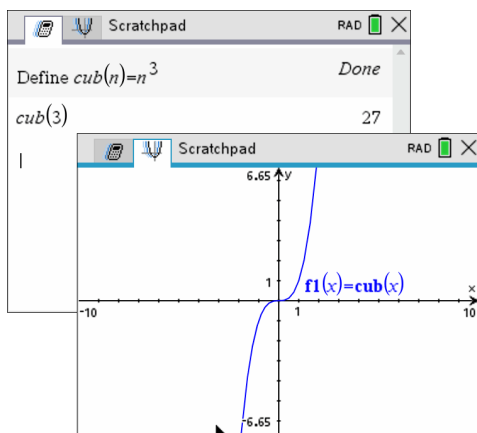 Scratchpad RAD
Define cub(n)=n³ Done
cub(3) 27
Scratchpad RAD
6.65 y
1 f1(x)=cub(x)
x
-10 1 10
-6.65